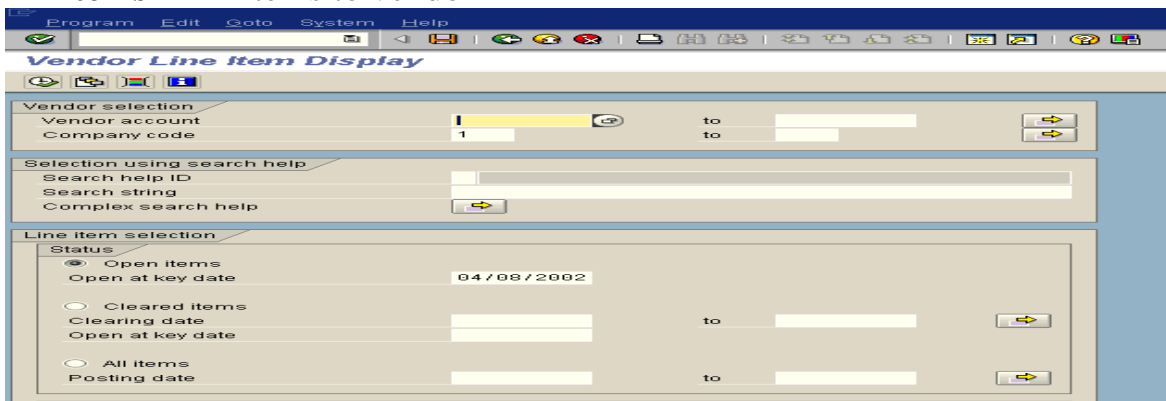 Program Edit Goto System Help
Vendor Line Item Display
Vendor selection
Vendor account to
Company code 1 to
Selection using search help
Search help ID
Search string
Complex search help
Line item selection
Status
Open items
Open at key date 04/08/2002
Cleared items
Clearing date to
Open at key date
All items
Posting date to